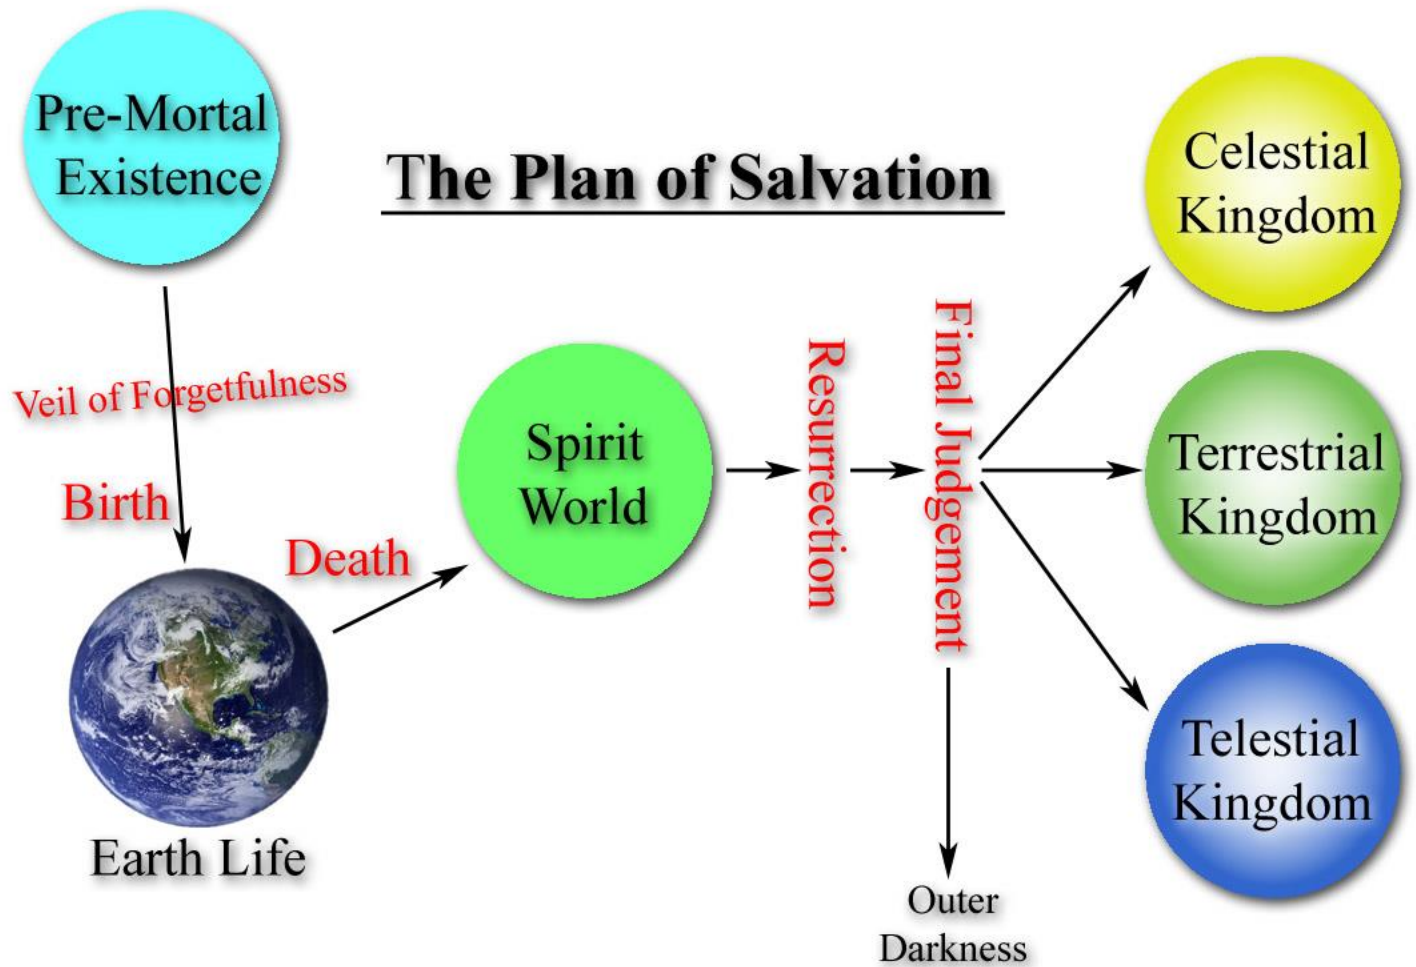 Pre-Mortal
Existence
The Plan of Salvation
Celestial
Kingdom
Veil of Forgetfulness
Birth
Death
Earth Life
Spirit
World
Resurrection
Final Judgement
Terrestrial
Kingdom
Telestial
Kingdom
Outer
Darkness